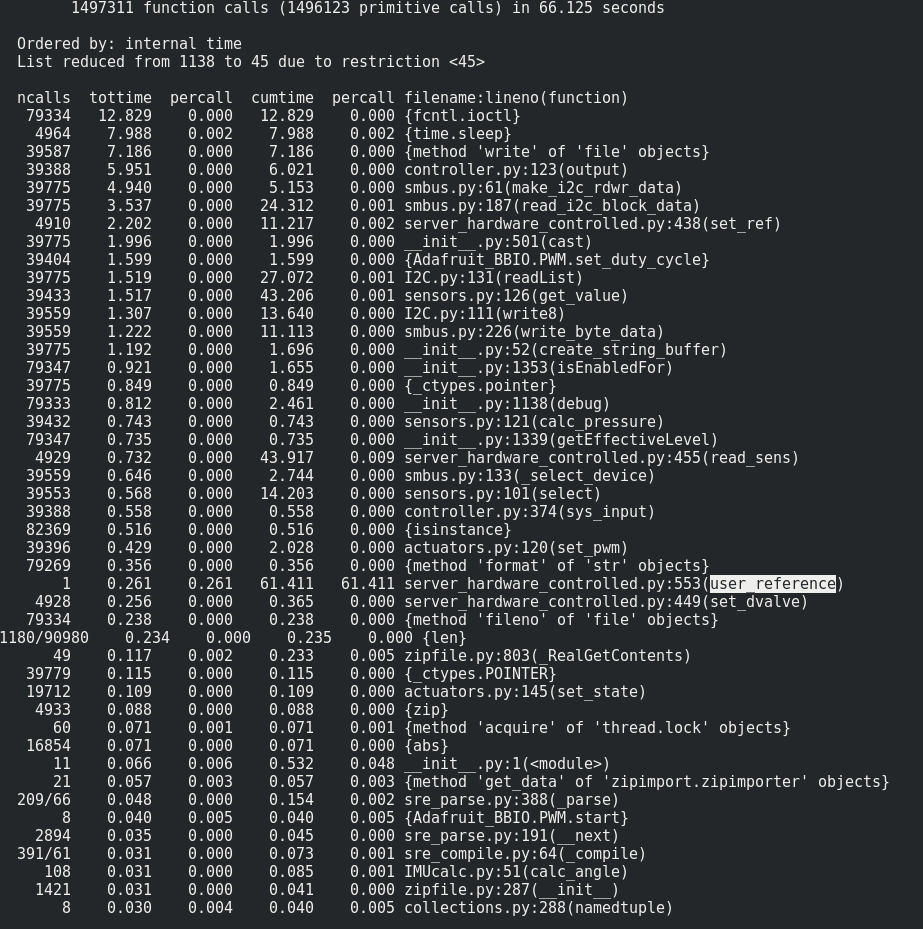 1497311 function calls (1496123 primitive calls) in 66.125 seconds
Ordered by: internal time
List reduced from 1138 to 45 due to restriction <45>
ncalls tottime percall cumtime percall filename:lineno(function)
79334 12.829 0.000 12.829 0.000 {fcntl.ioctl}
4964 7.988 0.002 7.988 0.002 {time.sleep}
39587 7.186 0.000 7.186 0.000 {method 'write' of 'file' objects}
39388 5.951 0.000 6.021 0.000 controller.py:123(output)
39775 4.940 0.000 5.153 0.000 smbus.py:61(make_i2c_rdwr_data)
39775 3.537 0.000 24.312 0.001 smbus.py:187(read_i2c_block_data)
4910 2.202 0.000 11.217 0.002 server_hardware_controlled.py:438(set_ref)
39775 1.996 0.000 1.996 0.000 __init__.py:501(cast)
39404 1.599 0.000 1.599 0.000 {Adafruit_BBIO.PWM.set_duty_cycle}
39775 1.519 0.000 27.072 0.001 I2C.py:131(readList)
39433 1.517 0.000 43.206 0.001 sensors.py:126(get_value)
39559 1.307 0.000 13.640 0.000 I2C.py:111(write8)
39559 1.222 0.000 11.113 0.000 smbus.py:226(write_byte_data)
39775 1.192 0.000 1.696 0.000 __init__.py:52(create_string_buffer)
79347 0.921 0.000 1.655 0.000 __init__.py:1353(isEnabledFor)
39775 0.849 0.000 0.849 0.000 {_ctypes.pointer}
79333 0.812 0.000 2.461 0.000 __init__.py:1138(debug)
39432 0.743 0.000 0.743 0.000 sensors.py:121(calc_pressure)
79347 0.735 0.000 0.735 0.000 __init__.py:1339(getEffectiveLevel)
4929 0.732 0.000 43.917 0.009 server_hardware_controlled.py:455(read_sens)
39559 0.646 0.000 2.744 0.000 smbus.py:133(_select_device)
39553 0.568 0.000 14.203 0.000 sensors.py:101(select)
39388 0.558 0.000 0.558 0.000 controller.py:374(sys_input)
82369 0.516 0.000 0.516 0.000 {isinstance}
39396 0.429 0.000 2.028 0.000 actuators.py:120(set_pwm)
79269 0.356 0.000 0.356 0.000 {method 'format' of 'str' objects}
1 0.261 0.261 61.411 61.411 server_hardware_controlled.py:553(user_reference)
4928 0.256 0.000 0.365 0.000 server_hardware_controlled.py:449(set_dvalve)
79334 0.238 0.000 0.238 0.000 {method 'fileno' of 'file' objects}
1180/90980 0.234 0.000 0.235 0.000 {len}
49 0.117 0.002 0.233 0.005 zipfile.py:803(_RealGetContents)
39779 0.115 0.000 0.115 0.000 {_ctypes.POINTER}
19712 0.109 0.000 0.109 0.000 actuators.py:145(set_state)
4933 0.088 0.000 0.088 0.000 {zip}
60 0.071 0.001 0.071 0.001 {method 'acquire' of 'thread.lock' objects}
16854 0.071 0.000 0.071 0.000 {abs}
11 0.066 0.006 0.532 0.048 __init__.py:1(<module>)
21 0.057 0.003 0.057 0.003 {method 'get_data' of 'zipimport.zipimporter' objects}
209/66 0.048 0.000 0.154 0.002 sre_parse.py:388(_parse)
8 0.040 0.005 0.040 0.005 {Adafruit_BBIO.PWM.start}
2894 0.035 0.000 0.045 0.000 sre_parse.py:191(__next)
391/61 0.031 0.000 0.073 0.001 sre_compile.py:64(_compile)
108 0.031 0.000 0.085 0.001 IMUcalc.py:51(calc_angle)
1421 0.031 0.000 0.041 0.000 zipfile.py:287(__init__)
8 0.030 0.004 0.040 0.005 collections.py:288(namedtuple)